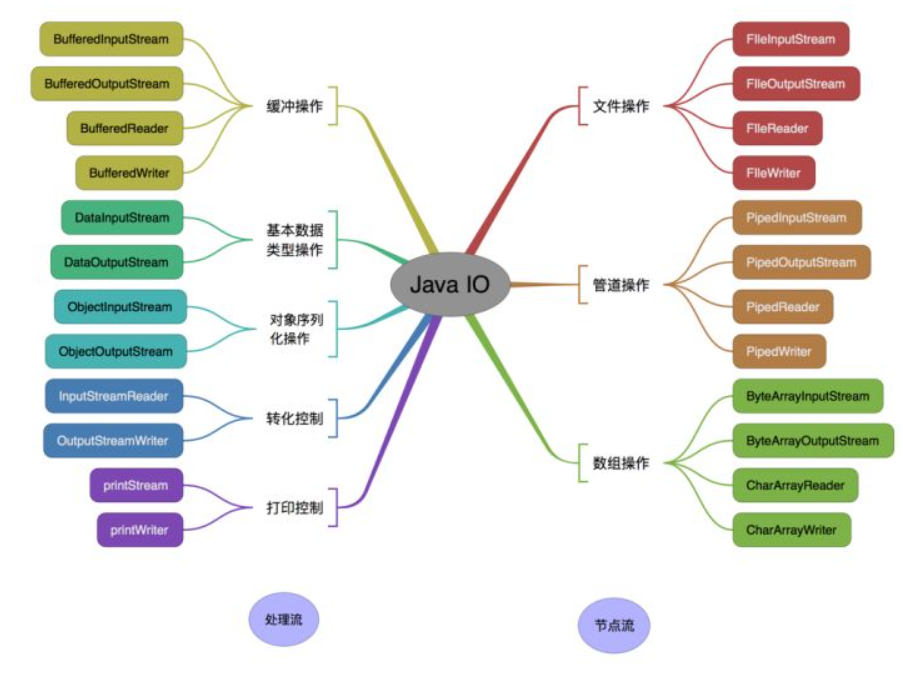 BufferedInputStream
BufferedOutputStream
BufferedReader
BufferedWriter
缓冲操作
DataInputStream
DataOutputStream
基本数据
类型操作
ObjectInputStream
ObjectOutputStream
对象序列
化操作
InputStreamReader
OutputStreamWriter
转化控制
printStream
printWriter
打印控制
Java IO
文件操作
FIleInputStream
FIleOutputStream
FIleReader
FIleWriter
管道操作
PipedInputStream
PipedOutputStream
PipedReader
PipedWriter
数组操作
ByteArrayInputStream
ByteArrayOutputStream
CharArrayReader
CharArrayWriter
处理流
节点流